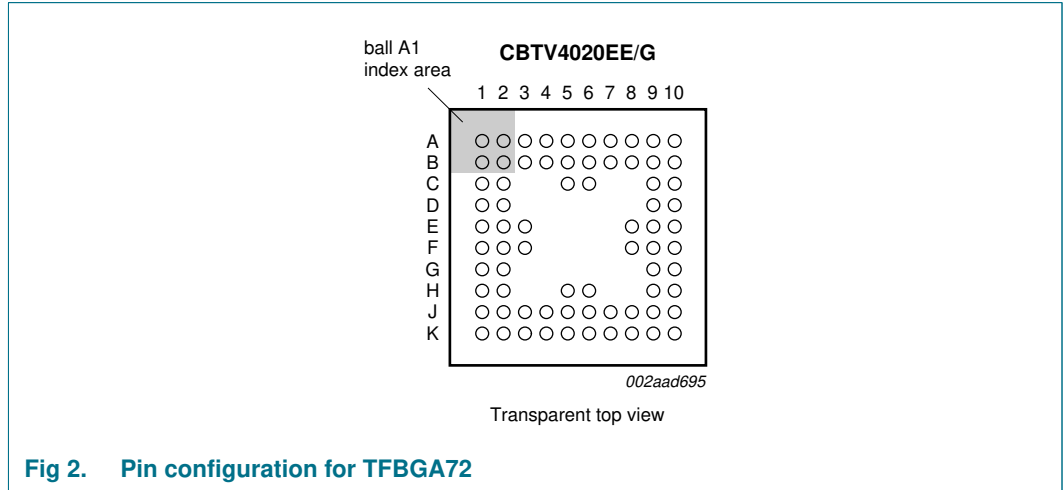 ball A1
index area
CBTV4020EE/G
1 2 3 4 5 6 7 8 9 10
A
B
C
D
E
F
G
H
J
K
002aad695
Transparent top view
Fig 2. Pin configuration for TFBGA72